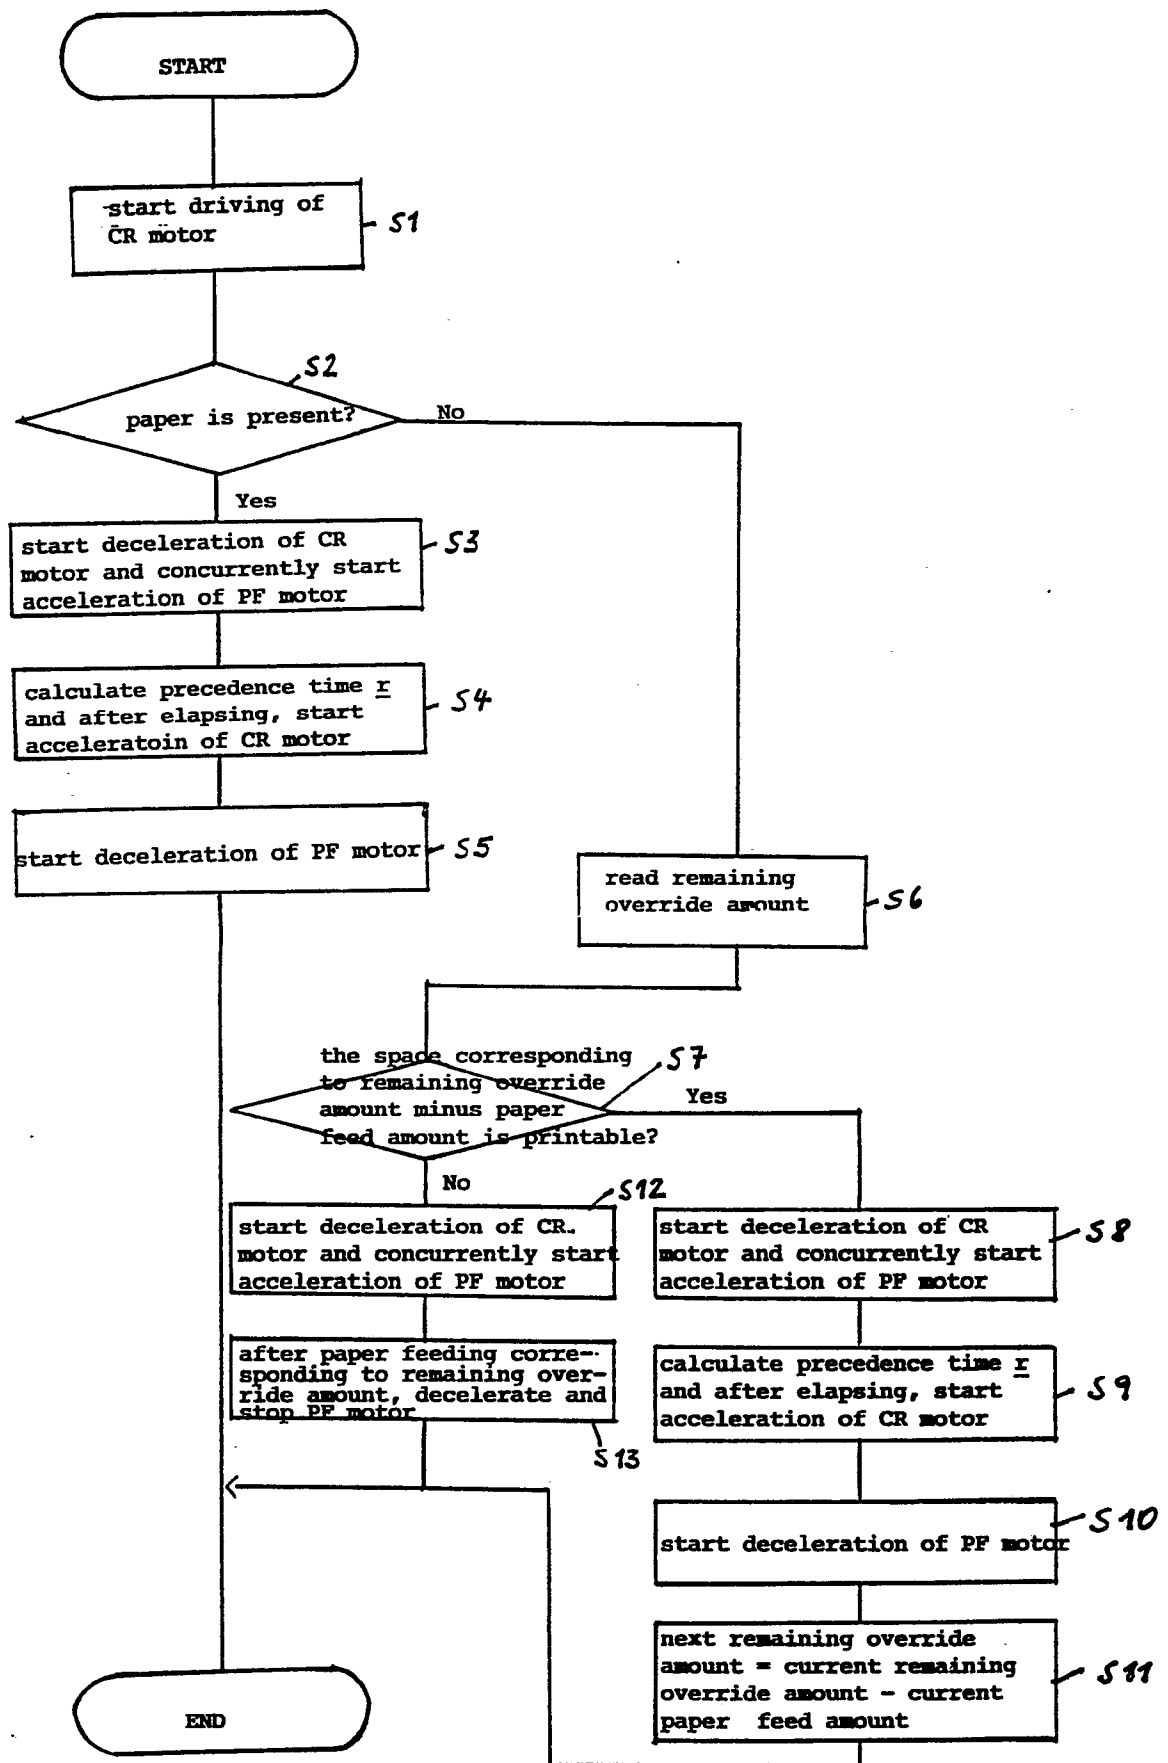 START
start driving of
CR motor
S1
S2
paper is present?
No
Yes
start deceleration of CR
motor and concurrently start
acceleration of PF motor
S3
calculate precedence time r
and after elapsing, start
acceleratoin of CR motor
S4
start deceleration of PF motor
S5
read remaining
override amount
S6
the space corresponding
to remaining override
amount minus paper
feed amount is printable?
S7
Yes
No
S12
start deceleration of CR
motor and concurrently start
acceleration of PF motor
start deceleration of CR
motor and concurrently start
acceleration of PF motor
S8
after paper feeding corre-
sponding to remaining over-
ride amount, decelerate and
stop PF motor
S13
calculate precedence time r
and after elapsing, start
acceleration of CR motor
S9
start deceleration of PF motor
S10
next remaining override
amount = current remaining
override amount - current
paper feed amount
S11
END